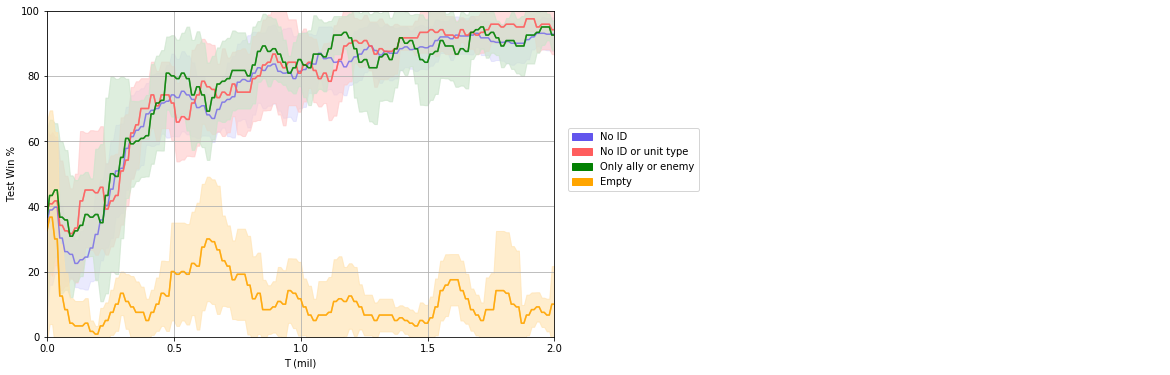 100
80
60
40
20
0
Test Win %
0.0
0.5
1.0
1.5
2.0
T (mil)
No ID
No ID or unit type
Only ally or enemy
Empty